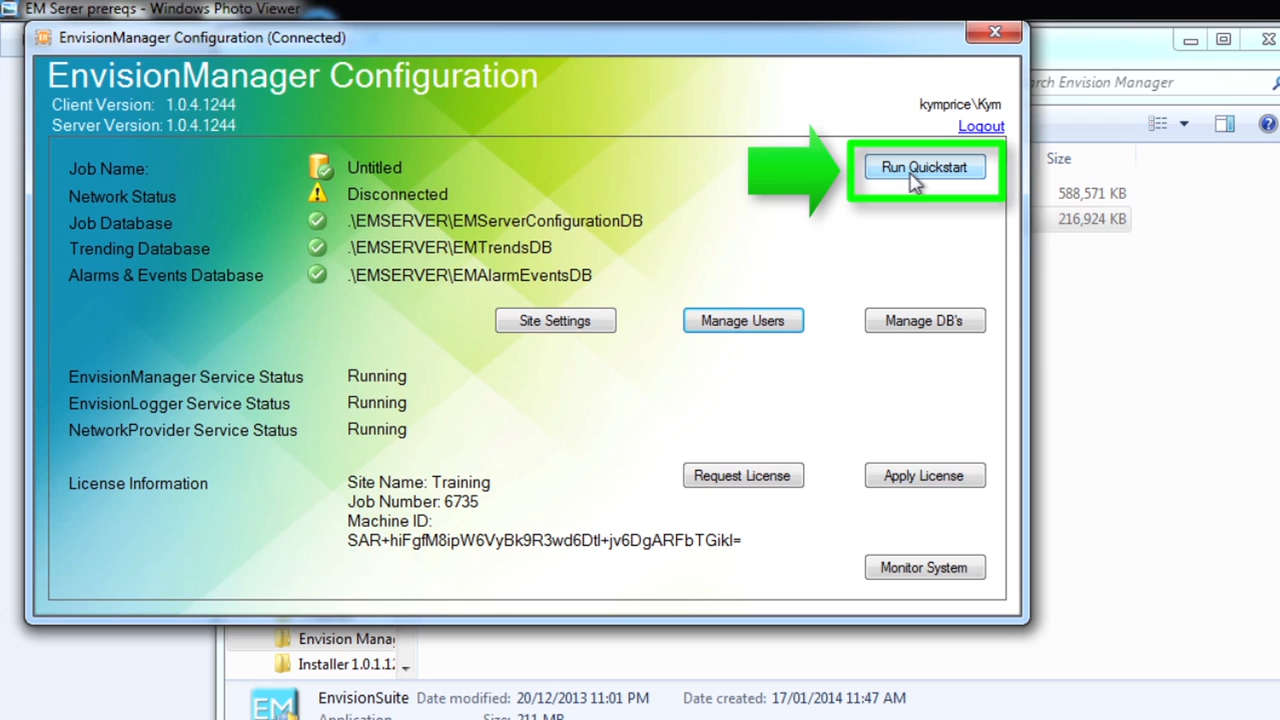 EM Serer prereqs - Windows Photo Viewer
EnvisionManager Configuration (Connected)
EnvisionManager Configuration
Client Version: 1.0.4.1244
Server Version: 1.0.4.1244
kymprice\Kym
Logout
rch Envision Manager
Job Name: Untitled
Run Quickstart
Size
Network Status Disconnected
588,571 KB
Job Database .\EMSERVER\EMServerConfigurationDB
216,924 KB
Trending Database .\EMSERVER\EMTrendsDB
Alarms & Events Database .\EMSERVER\EMAlarmEventsDB
Site Settings Manage Users Manage DB's
EnvisionManager Service Status Running
EnvisionLogger Service Status Running
NetworkProvider Service Status Running
License Information
Site Name: Training
Job Number: 6735
Machine ID:
SAR+hiFgfM8ipW6VyBk9R3wd6Dtl+jv6DgARFbTGikI=
Request License Apply License
Monitor System
Envision Mana
Installer 1.0.1.12
EM
EnvisionSuite Date modified: 20/12/2013 11:01 PM Date created: 17/01/2014 11:47 AM
Application Size: 211 MB